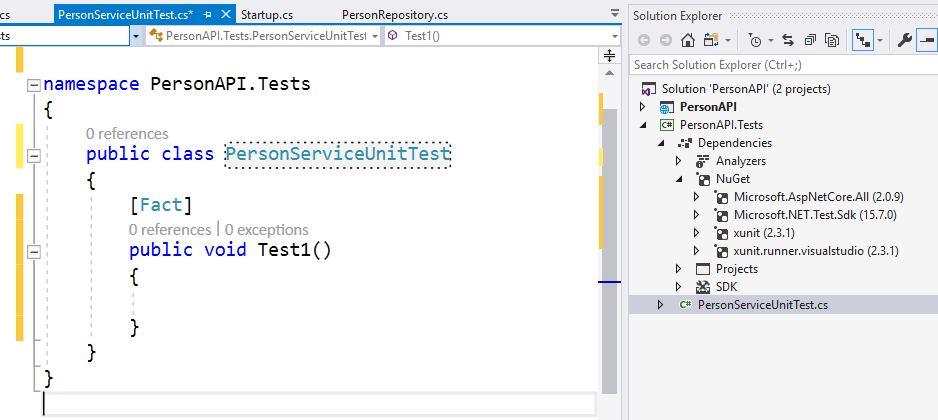 cs
PersonServiceUnitTest.cs*
Startup.cs
PersonRepository.cs
sts
PersonAPI.Tests.PersonServiceUnitTest
Test1()
namespace PersonAPI.Tests
{
0 references
public class PersonServiceUnitTest
{
[Fact]
0 references | 0 exceptions
public void Test1()
{
}
}
}
Solution Explorer
Search Solution Explorer (Ctrl+;)
Solution 'PersonAPI' (2 projects)
PersonAPI
C# PersonAPI.Tests
Dependencies
Analyzers
NuGet
Microsoft.AspNetCore.All (2.0.9)
Microsoft.NET.Test.Sdk (15.7.0)
xunit (2.3.1)
xunit.runner.visualstudio (2.3.1)
Projects
SDK
C# PersonServiceUnitTest.cs